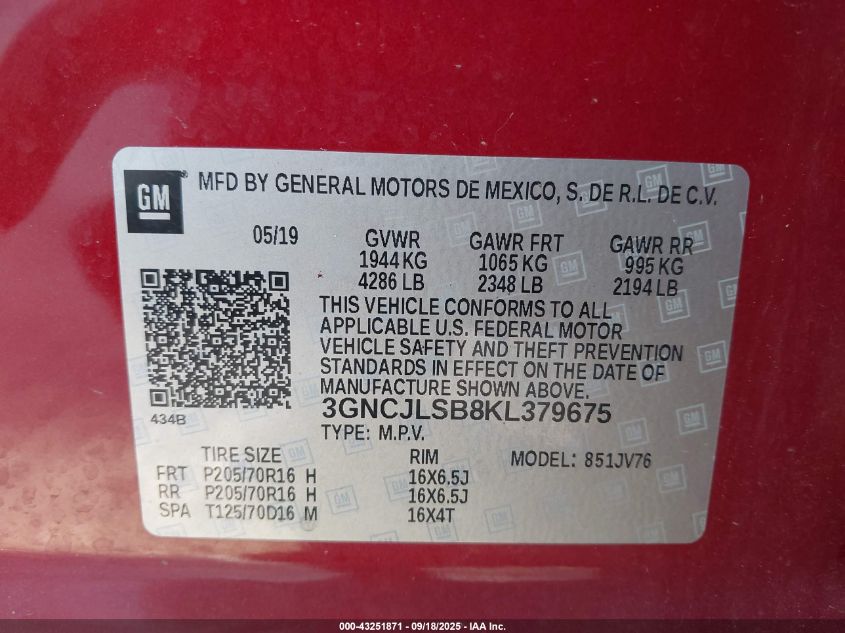 GM ® MFD BY GENERAL MOTORS DE MEXICO, S. DE R.L. DE C.V.
05/19 GVWR GAWR FRT GAWR RR
1944 KG 1065 KG 995 KG
4286 LB 2348 LB 2194 LB
THIS VEHICLE CONFORMS TO ALL
APPLICABLE U.S. FEDERAL MOTOR
VEHICLE SAFETY AND THEFT PREVENTION
STANDARDS IN EFFECT ON THE DATE OF
MANUFACTURE SHOWN ABOVE.
434B 3GNCJLSB8KL379675
TYPE: M.P.V.
TIRE SIZE RIM MODEL: 851JV76
FRT P205/70R16 H 16X6.5J
RR P205/70R16 H 16X6.5J
SPA T125/70D16 M 16X4T
000-43251871 - 09/18/2025 - IAA Inc.